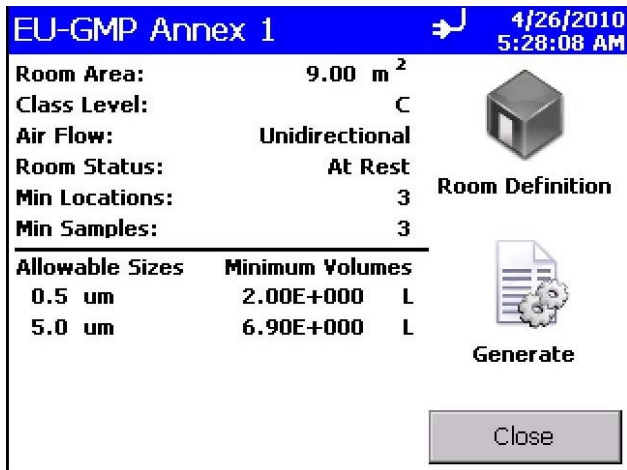 EU-GMP Annex 1
4/26/2010
5:28:08 AM
Room Area: 9.00 m²
Class Level: C
Air Flow: Unidirectional
Room Status: At Rest
Min Locations: 3
Min Samples: 3
Allowable Sizes Minimum Volumes
0.5 um 2.00E+000 L
5.0 um 6.90E+000 L
Room Definition
Generate
Close